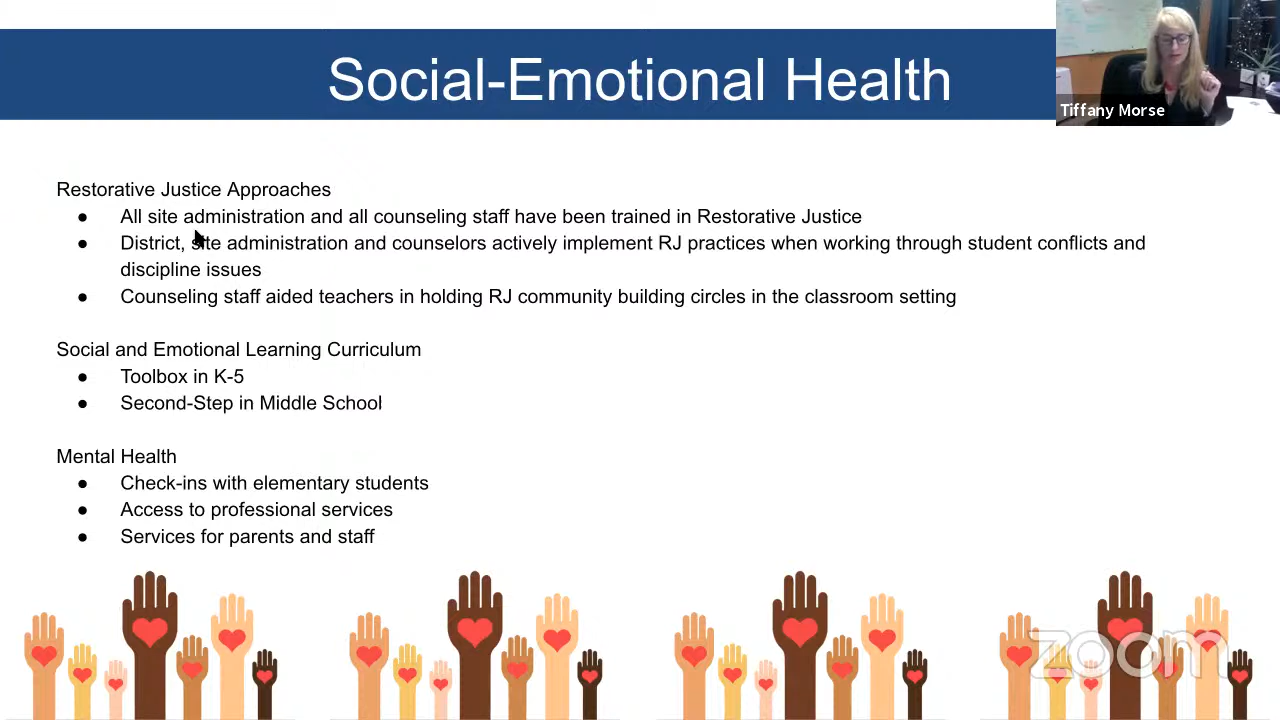 Social-Emotional Health
Tiffany Morse
Restorative Justice Approaches
● All site administration and all counseling staff have been trained in Restorative Justice
● District, site administration and counselors actively implement RJ practices when working through student conflicts and
discipline issues
● Counseling staff aided teachers in holding RJ community building circles in the classroom setting
Social and Emotional Learning Curriculum
● Toolbox in K-5
● Second-Step in Middle School
Mental Health
● Check-ins with elementary students
● Access to professional services
● Services for parents and staff
zoom